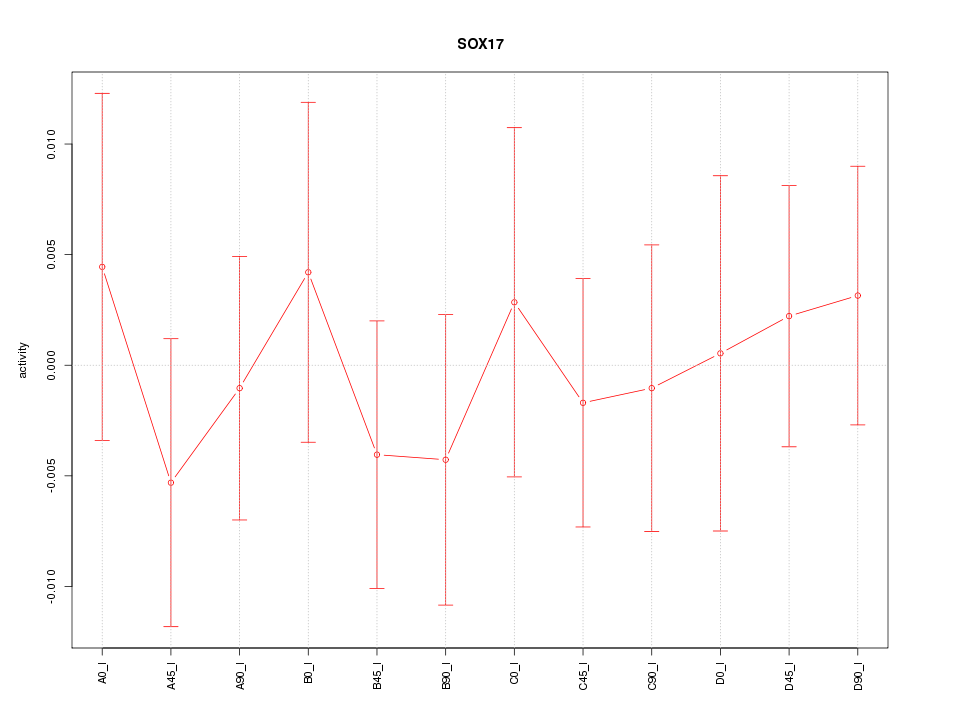 SOX17
activity
0.010
0.005
0.000
-0.005
-0.010
A0_I
A45_I
A90_I
B0_I
B45_I
B90_I
C0_I
C45_I
C90_I
D0_I
D45_I
D90_I